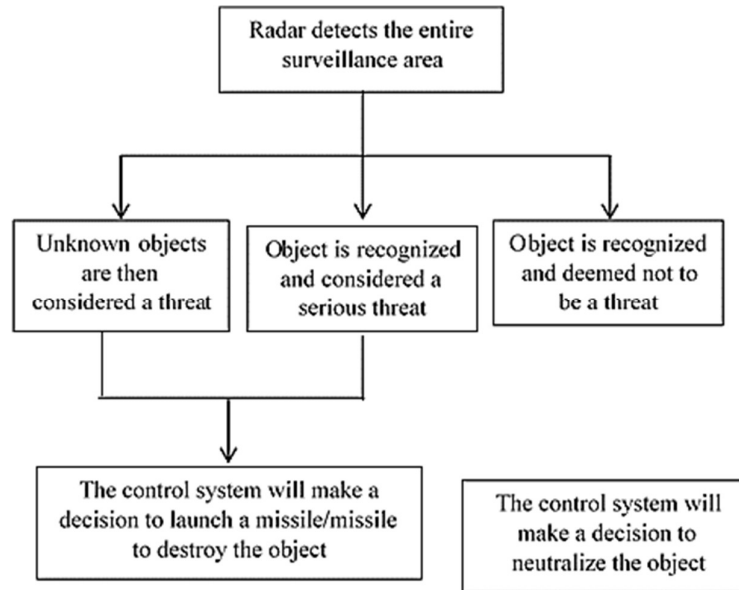 Radar detects the entire
surveillance area
Unknown objects
are then
considered a threat
Object is recognized
and considered a
serious threat
Object is recognized
and deemed not to
be a threat
The control system will make a
decision to launch a missile/missile
to destroy the object
The control system will
make a decision to
neutralize the object